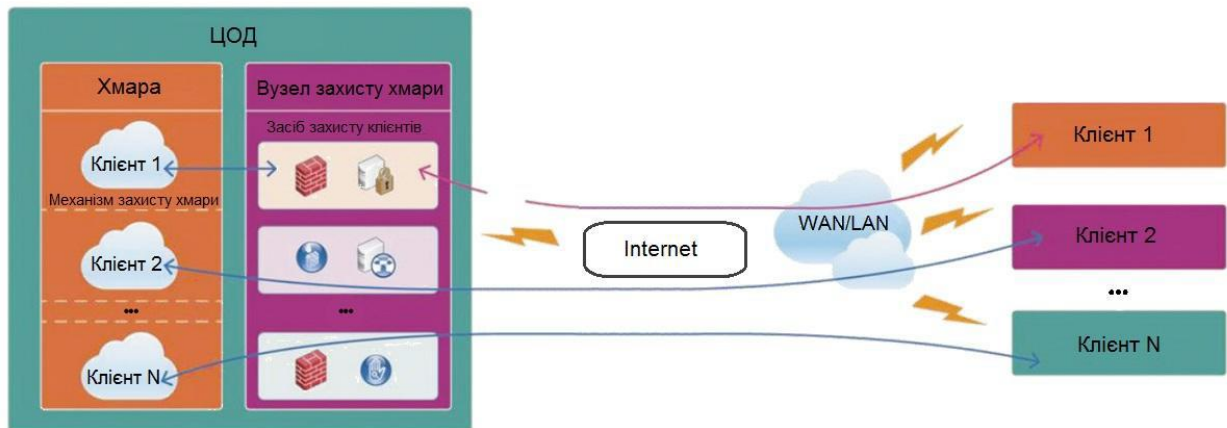 ЦОД
Хмара
Вузел захисту хмари
Засіб захисту клієнтів
Клієнт 1
Механізм захисту хмари
Клієнт 2
...
Клієнт N
...
Internet
WAN/LAN
Клієнт 1
Клієнт 2
...
Клієнт N